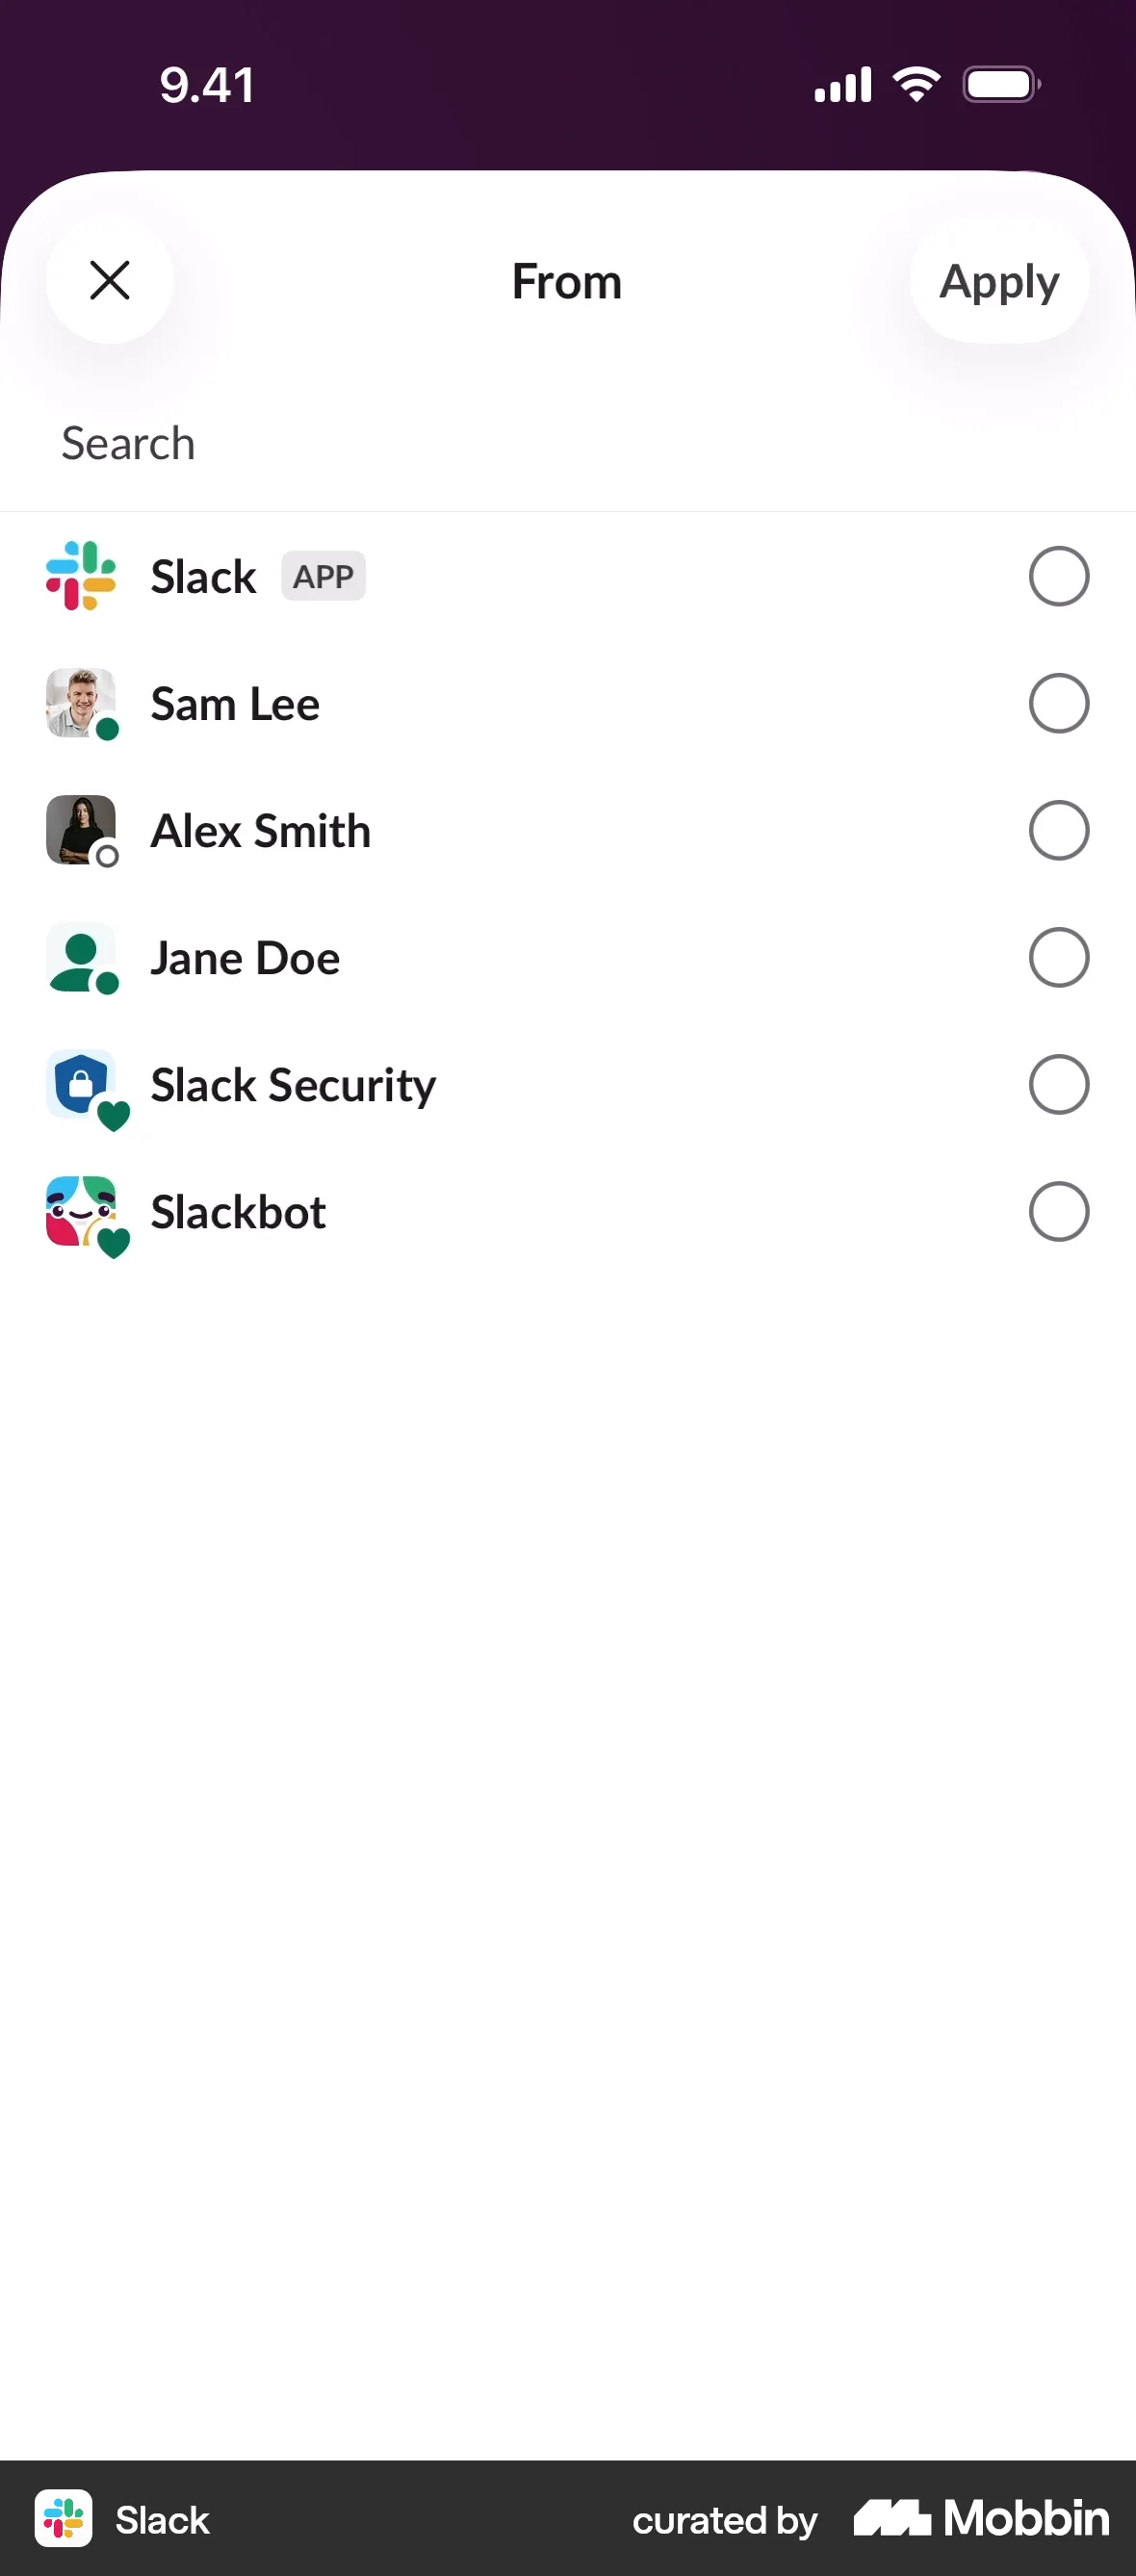 9.41
From
Apply
Search
Slack APP
Sam Lee
Alex Smith
Jane Doe
Slack Security
Slackbot
Slack curated by Mobbin